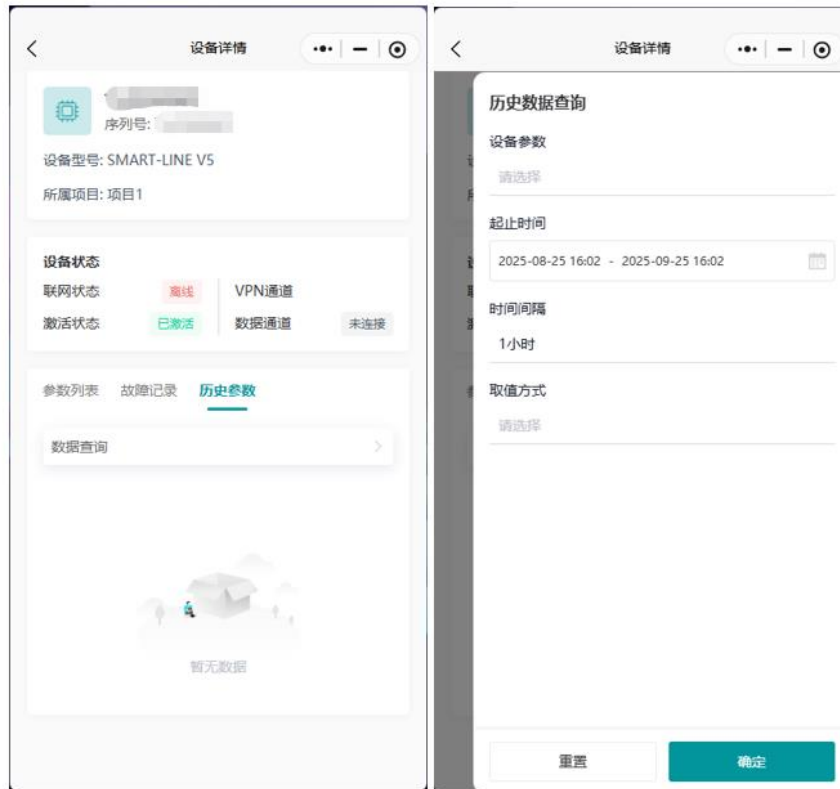 设备详情
序列号:
设备型号: SMART-LINE V5
所属项目: 项目1
设备状态
联网状态 离线 VPN通道
激活状态 已激活 数据通道 未连接
参数列表 故障记录 历史参数
数据查询
暂无数据
设备详情
历史数据查询
设备参数
请选择
起止时间
2025-08-25 16:02 - 2025-09-25 16:02
时间间隔
1小时
取值方式
请选择
重置 确定